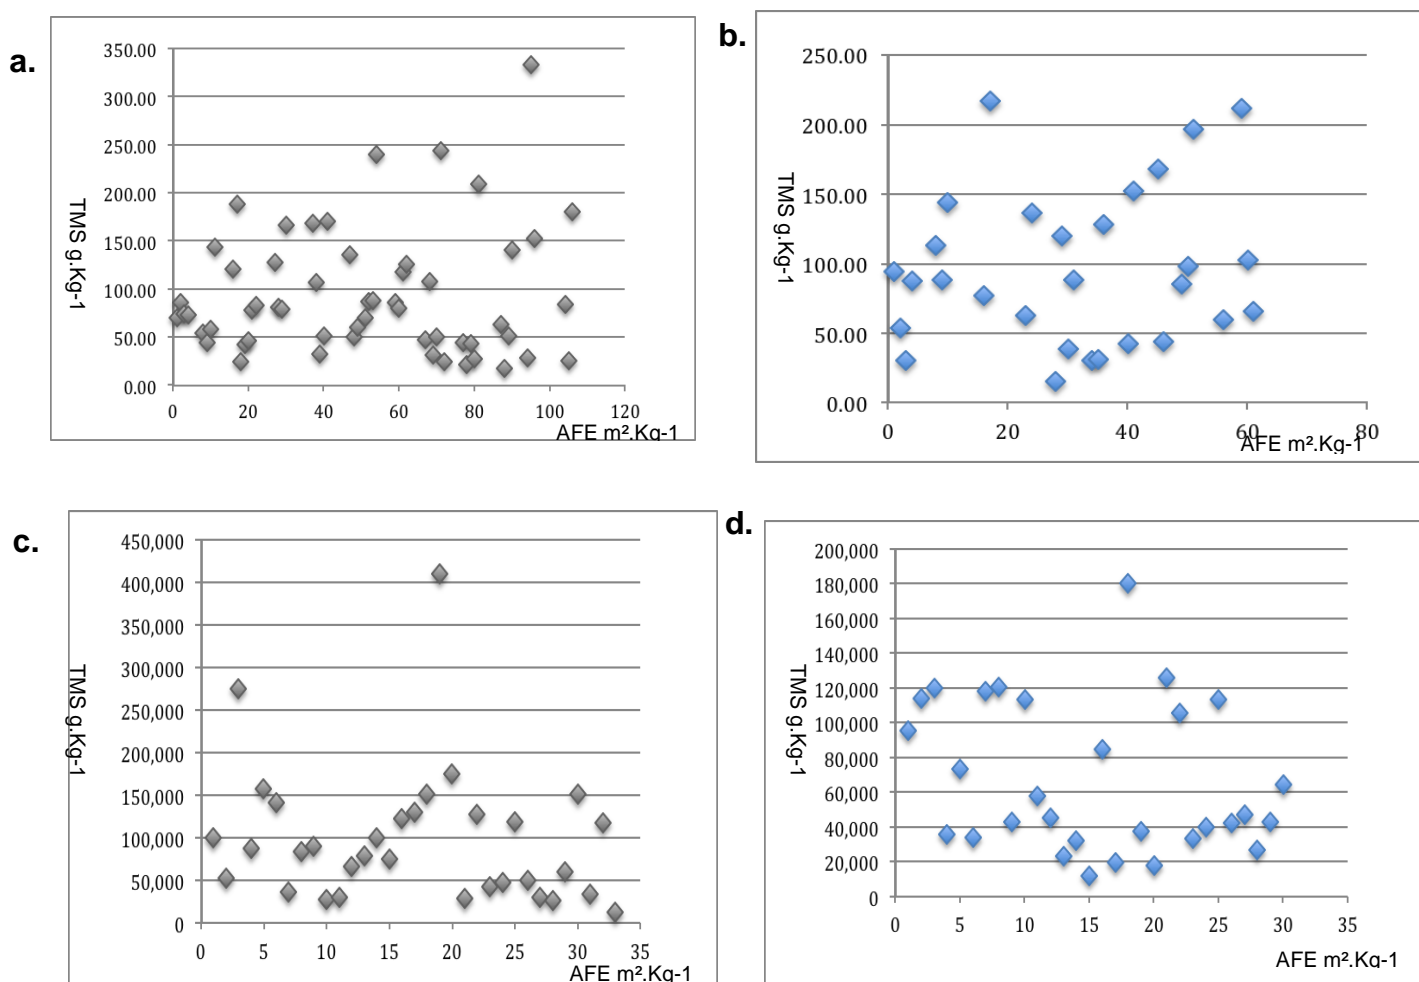 a.
350.00
300.00
250.00
200.00
150.00
100.00
50.00
0.00
TMS g.Kg-1
0 20 40 60 80 100 120
AFE m².Kg-1
b.
250.00
200.00
150.00
100.00
50.00
0.00
TMS g.Kg-1
0 20 40 60 80
AFE m².Kg-1
c.
450,000
400,000
350,000
300,000
250,000
200,000
150,000
100,000
50,000
0
TMS g.Kg-1
0 5 10 15 20 25 30 35
AFE m².Kg-1
d.
200,000
180,000
160,000
140,000
120,000
100,000
80,000
60,000
40,000
20,000
0
TMS g.Kg-1
0 5 10 15 20 25 30 35
AFE m².Kg-1